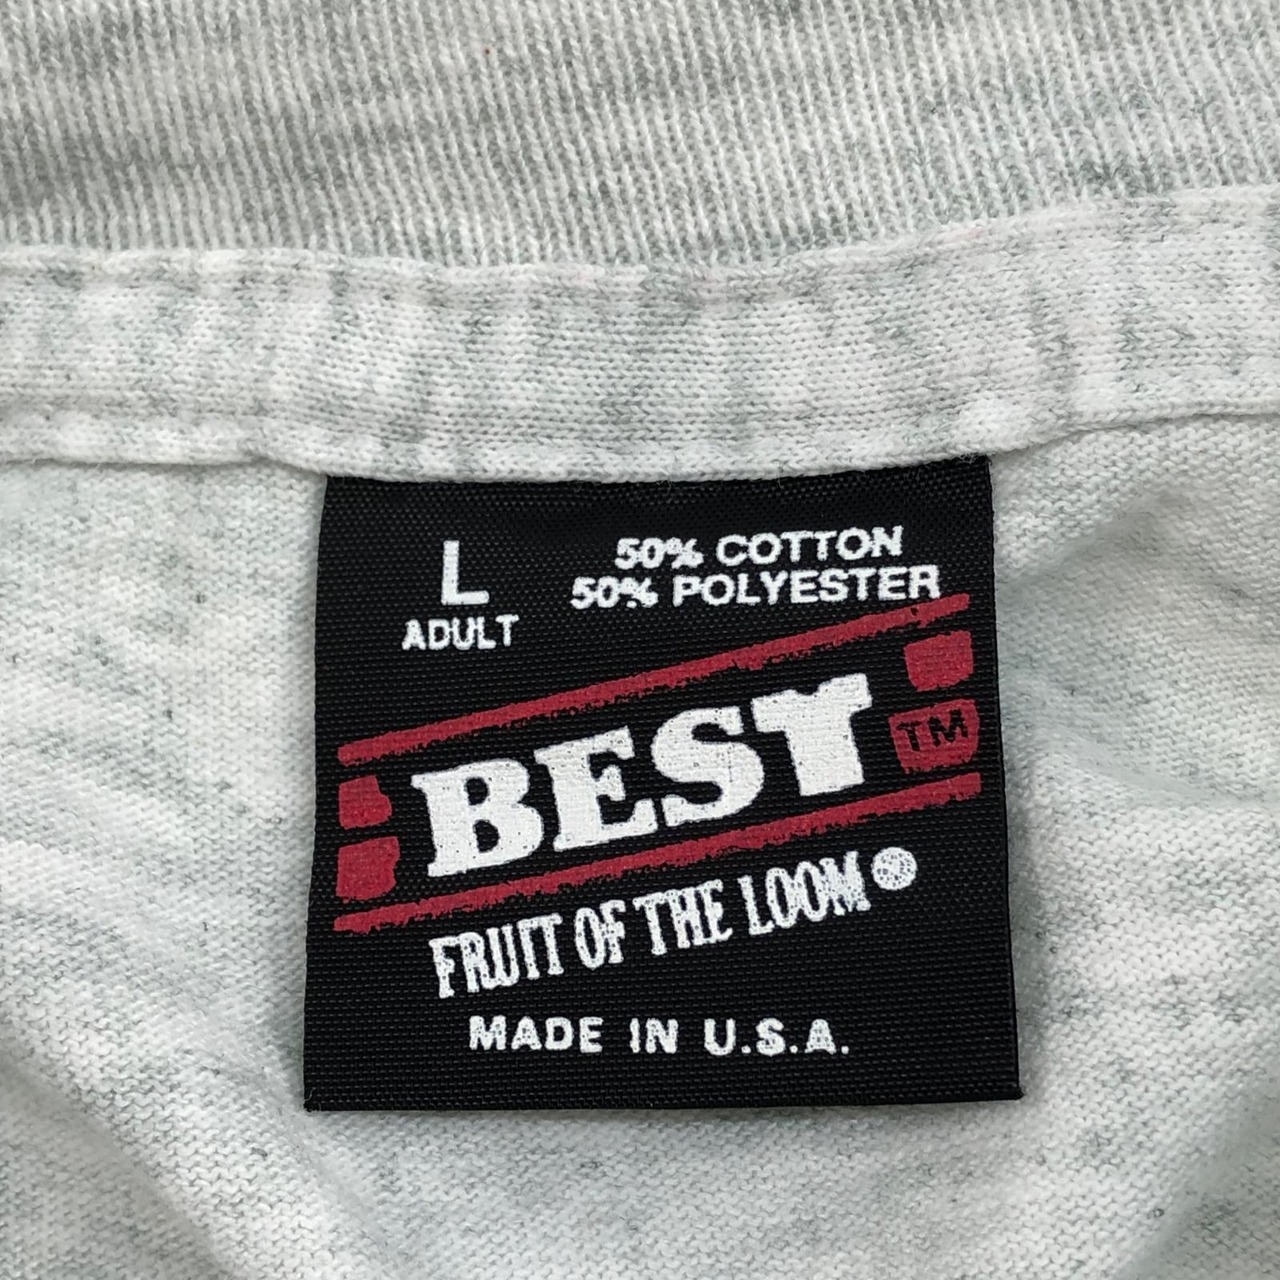 L
ADULT
50% COTTON
50% POLYESTER
BEST
TM
FRUIT OF THE LOOM®
MADE IN U.S.A.